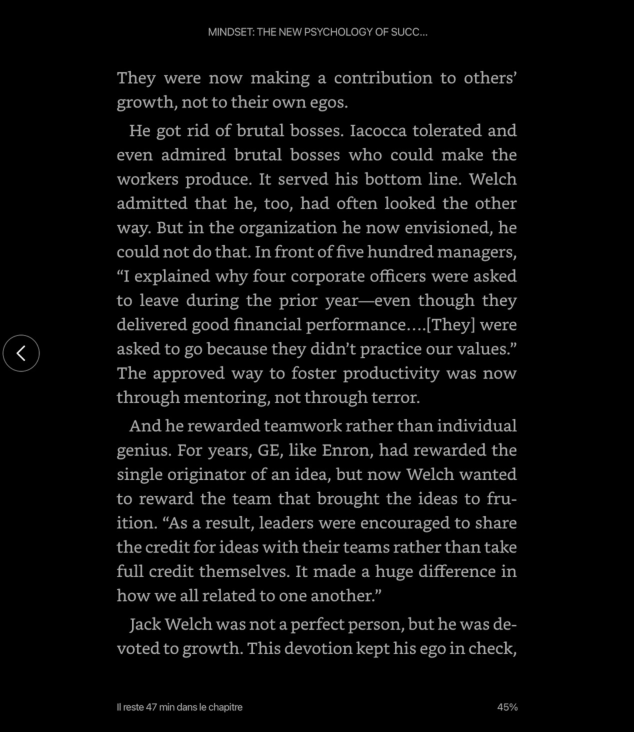 MINDSET: THE NEW PSYCHOLOGY OF SUCC...
They were now making a contribution to others’
growth, not to their own egos.
He got rid of brutal bosses. Iacocca tolerated and
even admired brutal bosses who could make the
workers produce. It served his bottom line. Welch
admitted that he, too, had often looked the other
way. But in the organization he now envisioned, he
could not do that. In front of five hundred managers,
“I explained why four corporate officers were asked
to leave during the prior year—even though they
delivered good financial performance....[They] were
asked to go because they didn’t practice our values.”
The approved way to foster productivity was now
through mentoring, not through terror.
And he rewarded teamwork rather than individual
genius. For years, GE, like Enron, had rewarded the
single originator of an idea, but now Welch wanted
to reward the team that brought the ideas to fru-
ition. “As a result, leaders were encouraged to share
the credit for ideas with their teams rather than take
full credit themselves. It made a huge difference in
how we all related to one another.”
Jack Welch was not a perfect person, but he was de-
voted to growth. This devotion kept his ego in check,
Il reste 47 min dans le chapitre
45%